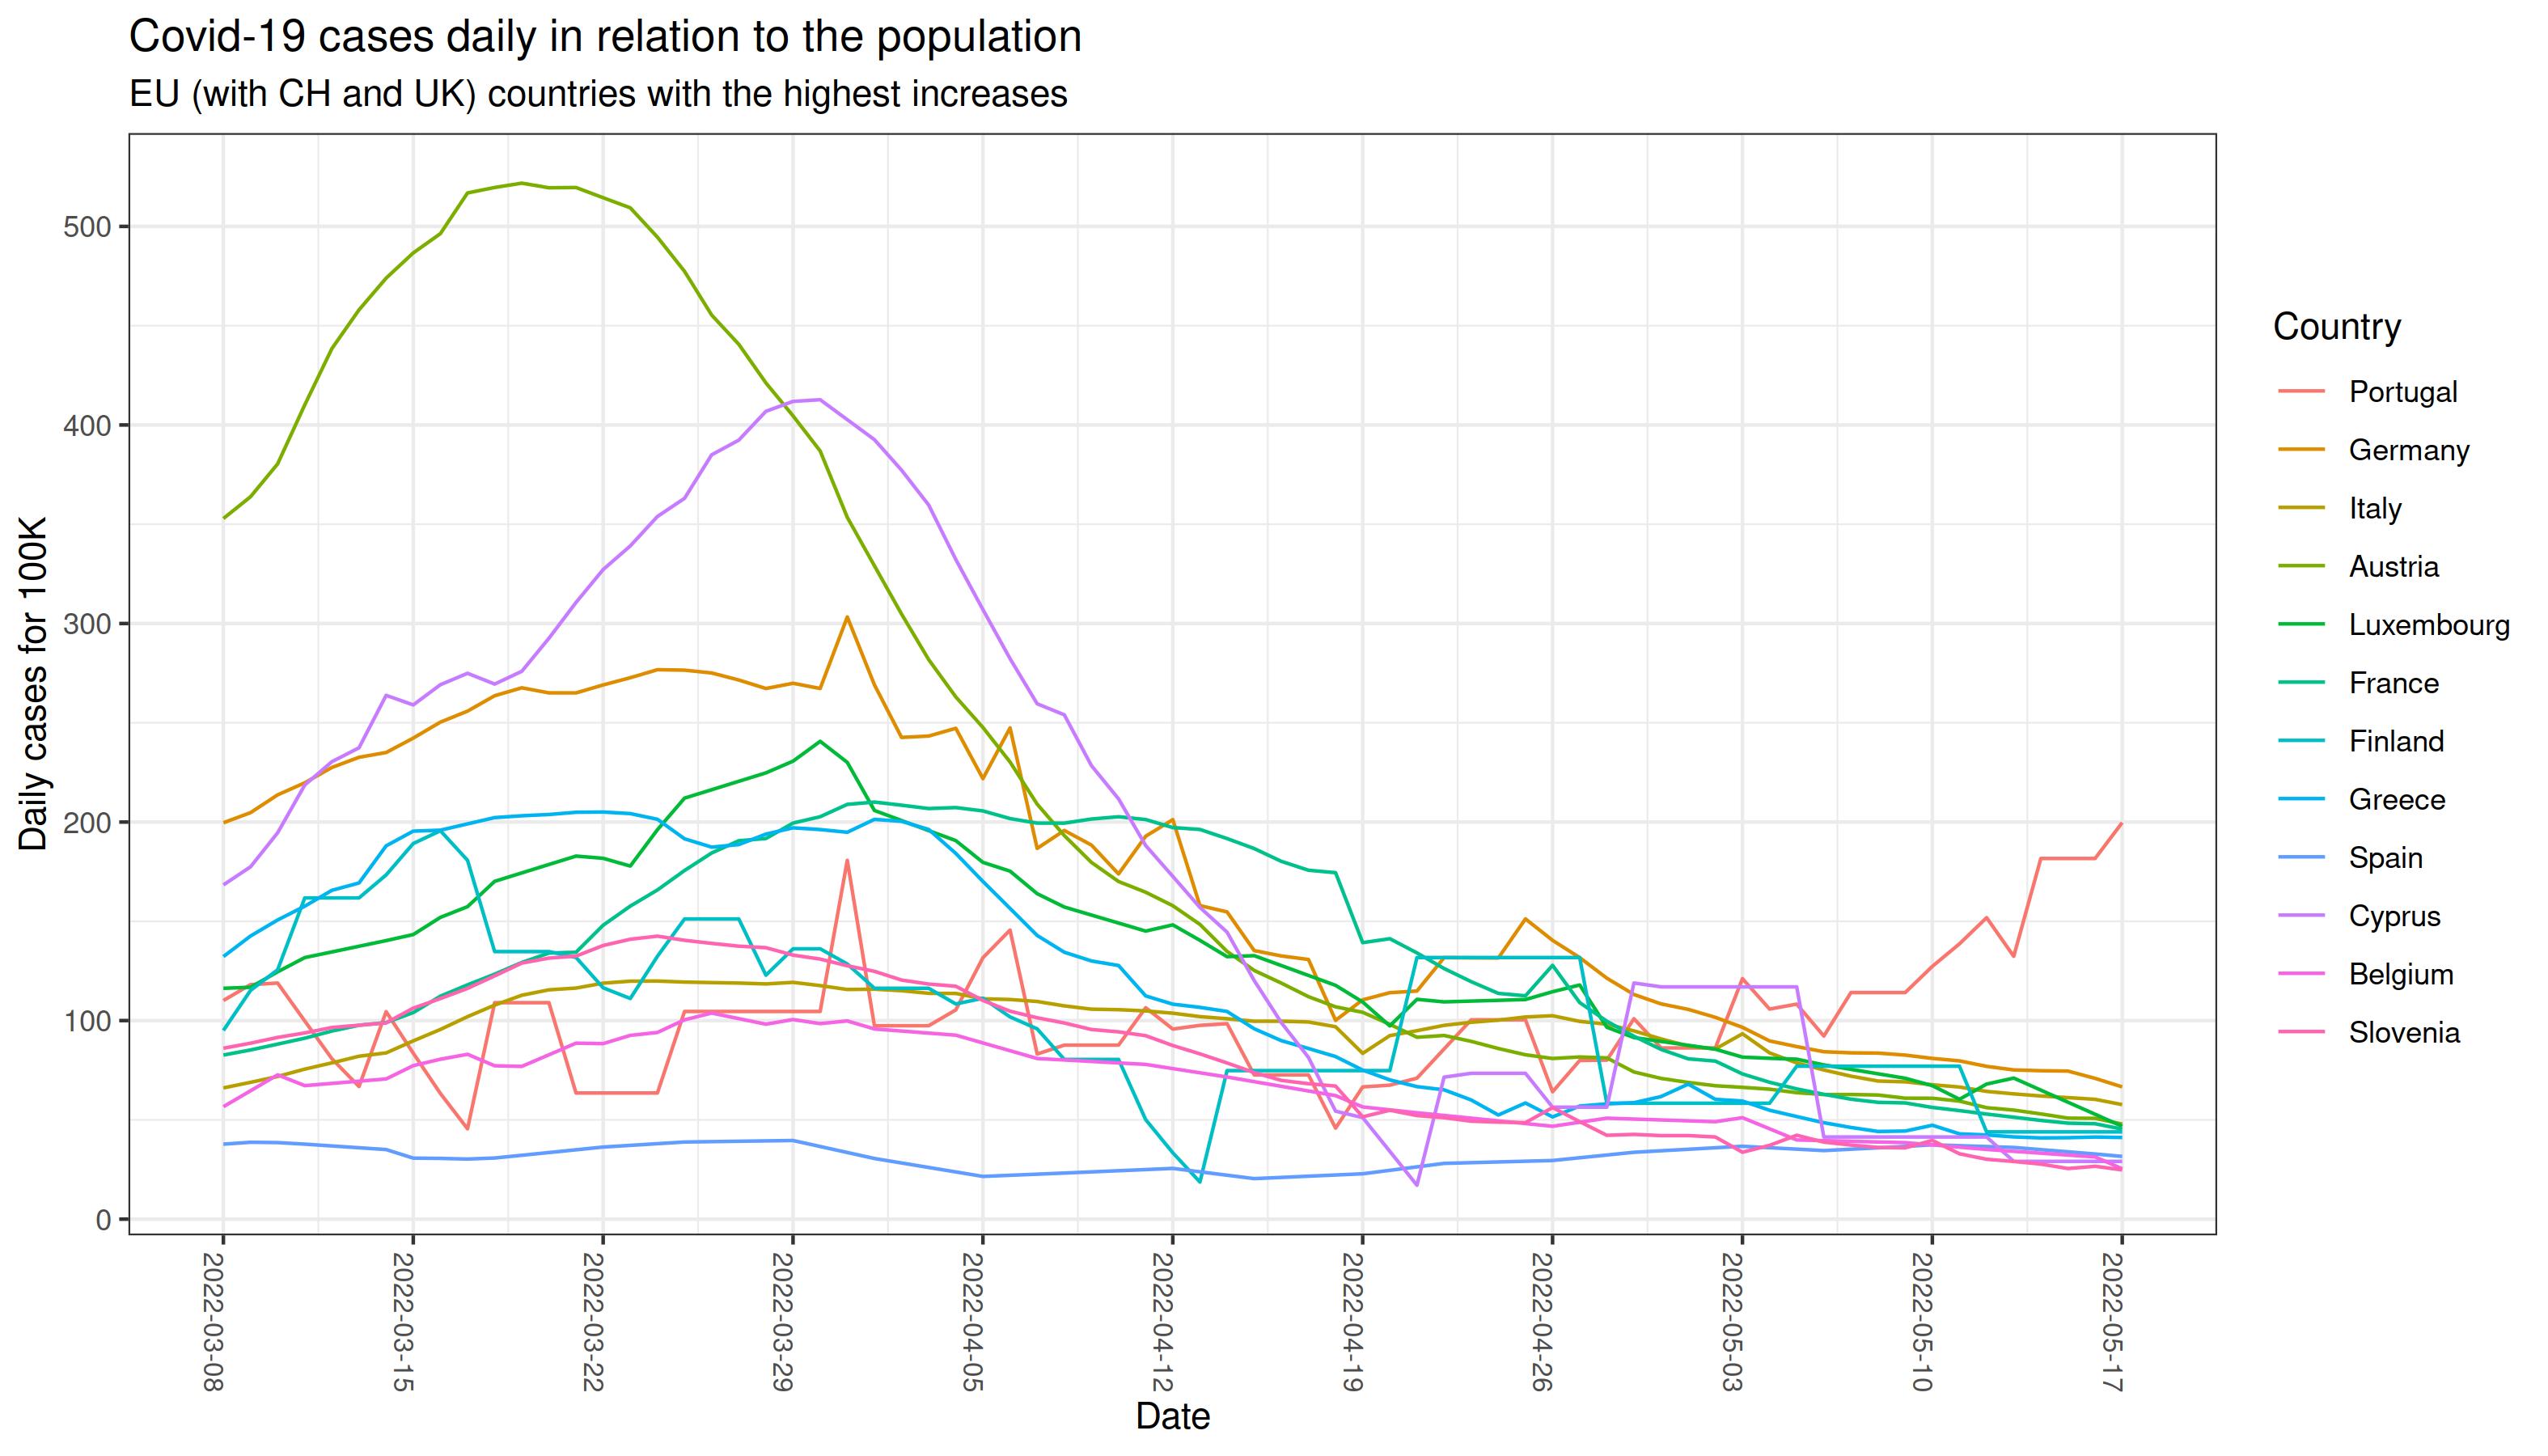 Covid-19 cases daily in relation to the population
EU (with CH and UK) countries with the highest increases
Daily cases for 100K
500
400
300
200
100
0
2022-03-08
2022-03-15
2022-03-22
2022-03-29
2022-04-05
2022-04-12
2022-04-19
2022-04-26
2022-05-03
2022-05-10
2022-05-17
Date
Country
Portugal
Germany
Italy
Austria
Luxembourg
France
Finland
Greece
Spain
Cyprus
Belgium
Slovenia